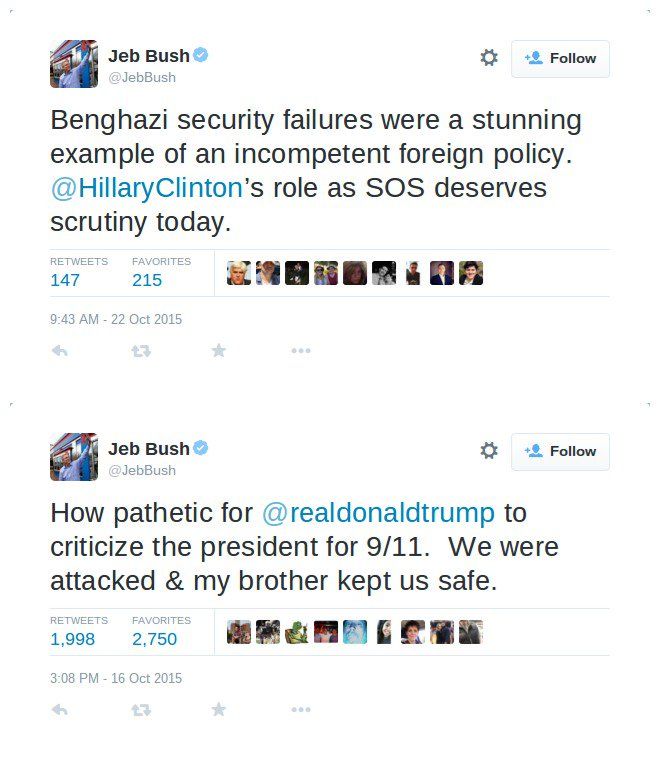 Jeb Bush
Follow
@JebBush
Benghazi security failures were a stunning
example of an incompetent foreign policy.
@HillaryClinton's role as SOS deserves
scrutiny today.
RETWEETS FAVORITES
147 215
9:43 AM - 22 Oct 2015
Jeb Bush
Follow
@JebBush
How pathetic for @realdonaldtrump to
criticize the president for 9/11.  We were
attacked & my brother kept us safe.
RETWEETS FAVORITES
1,998 2,750
3:08 PM - 16 Oct 2015